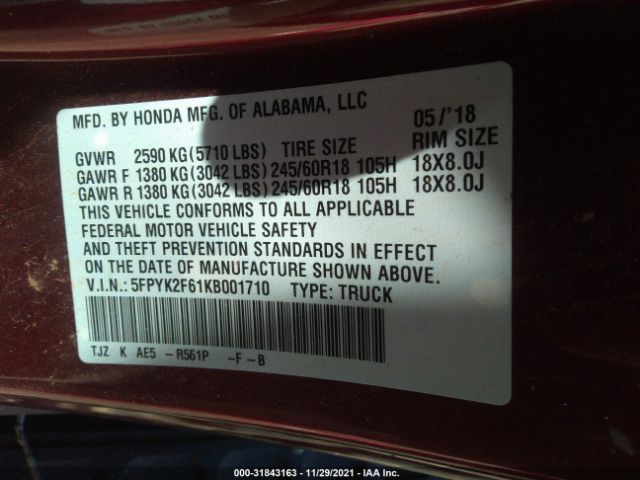 BY HONDA
MFD. BY HONDA MFG. OF ALABAMA, LLC 05/'18
GVWR 2590 KG (5710 LBS) TIRE SIZE RIM SIZE
GAWR F 1380 KG (3042 LBS) 245/60R18 105H 18X8.0J
GAWR R 1380 KG (3042 LBS) 245/60R18 105H 18X8.0J
THIS VEHICLE CONFORMS TO ALL APPLICABLE
FEDERAL MOTOR VEHICLE SAFETY
AND THEFT PREVENTION STANDARDS IN EFFECT
ON THE DATE OF MANUFACTURE SHOWN ABOVE.
V.I.N.: 5FPYK2F61KB001710 TYPE: TRUCK
TJZ K AE5 -R561P -F-B
000-31843163 - 11/29/2021 - IAA Inc.